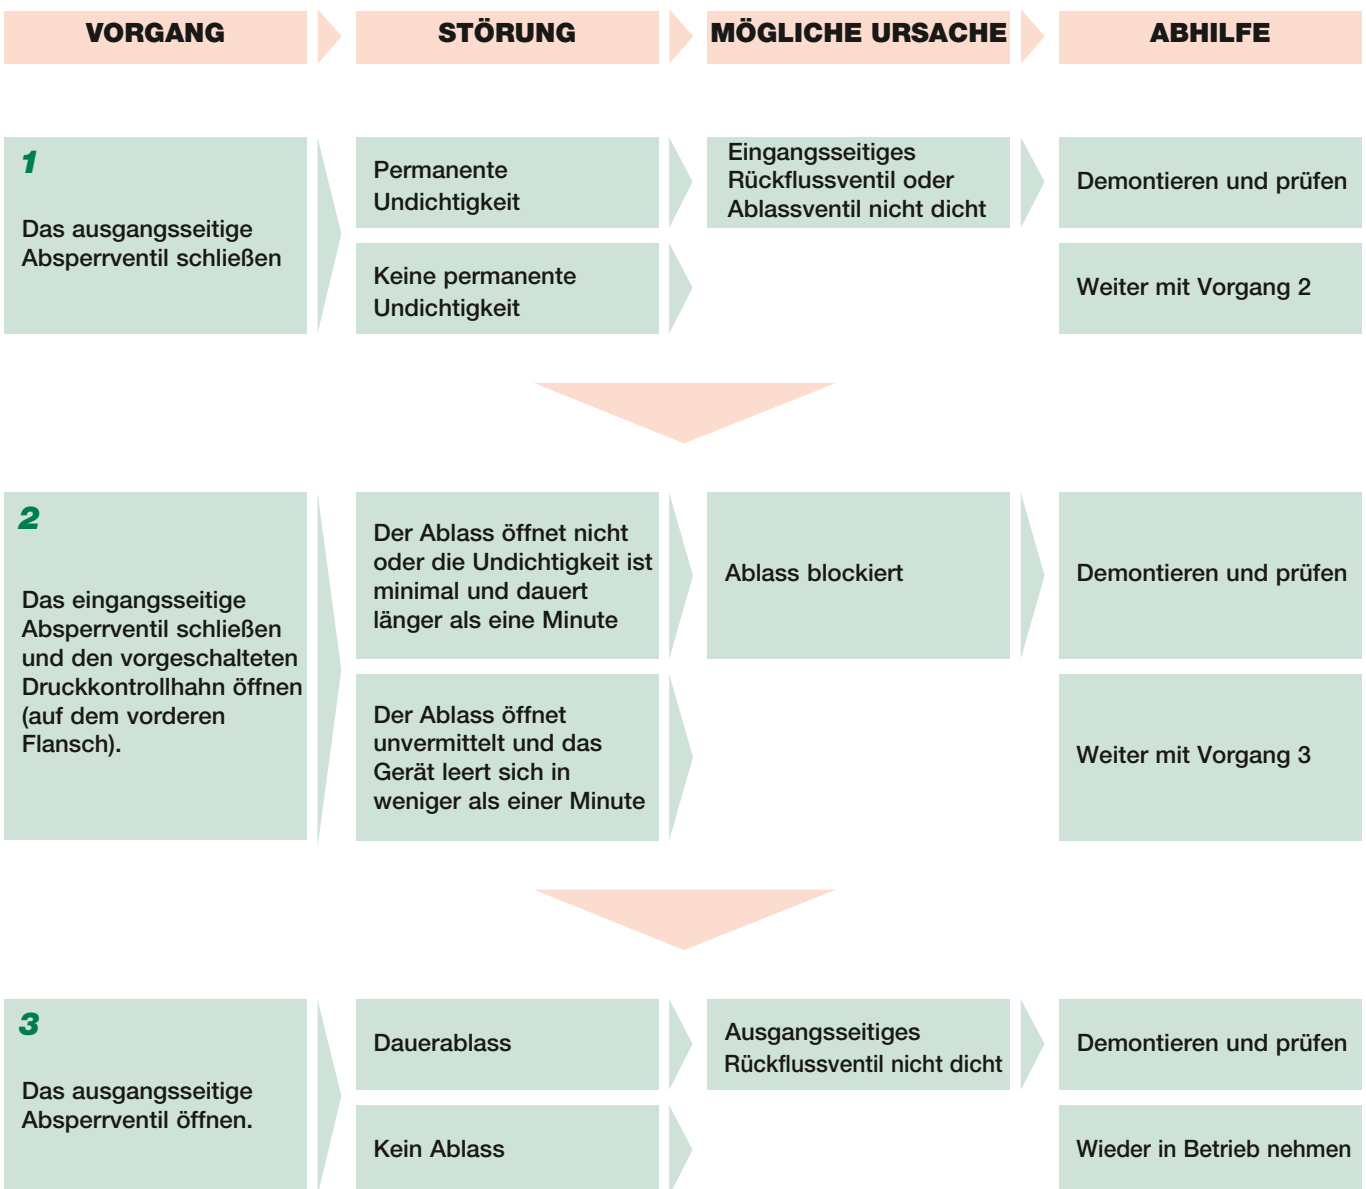 VORGANG
STÖRUNG
MÖGLICHE URSACHE
ABHILFE
1
Das ausgangsseitige
Absperrventil schließen
Permanente
Undichtigkeit
Eingangsseitiges
Rückflussventil oder
Ablassventil nicht dicht
Demontieren und prüfen
Keine permanente
Undichtigkeit
Weiter mit Vorgang 2
2
Das eingangsseitige
Absperrventil schließen
und den vorgeschalteten
Druckkontrollhahn öffnen
(auf dem vorderen
Flansch).
Der Ablass öffnet nicht
oder die Undichtigkeit ist
minimal und dauert
länger als eine Minute
Ablass blockiert
Demontieren und prüfen
Der Ablass öffnet
unvermittelt und das
Gerät leert sich in
weniger als einer Minute
Weiter mit Vorgang 3
3
Das ausgangsseitige
Absperrventil öffnen.
Dauerablass
Ausgangsseitiges
Rückflussventil nicht dicht
Demontieren und prüfen
Kein Ablass
Wieder in Betrieb nehmen